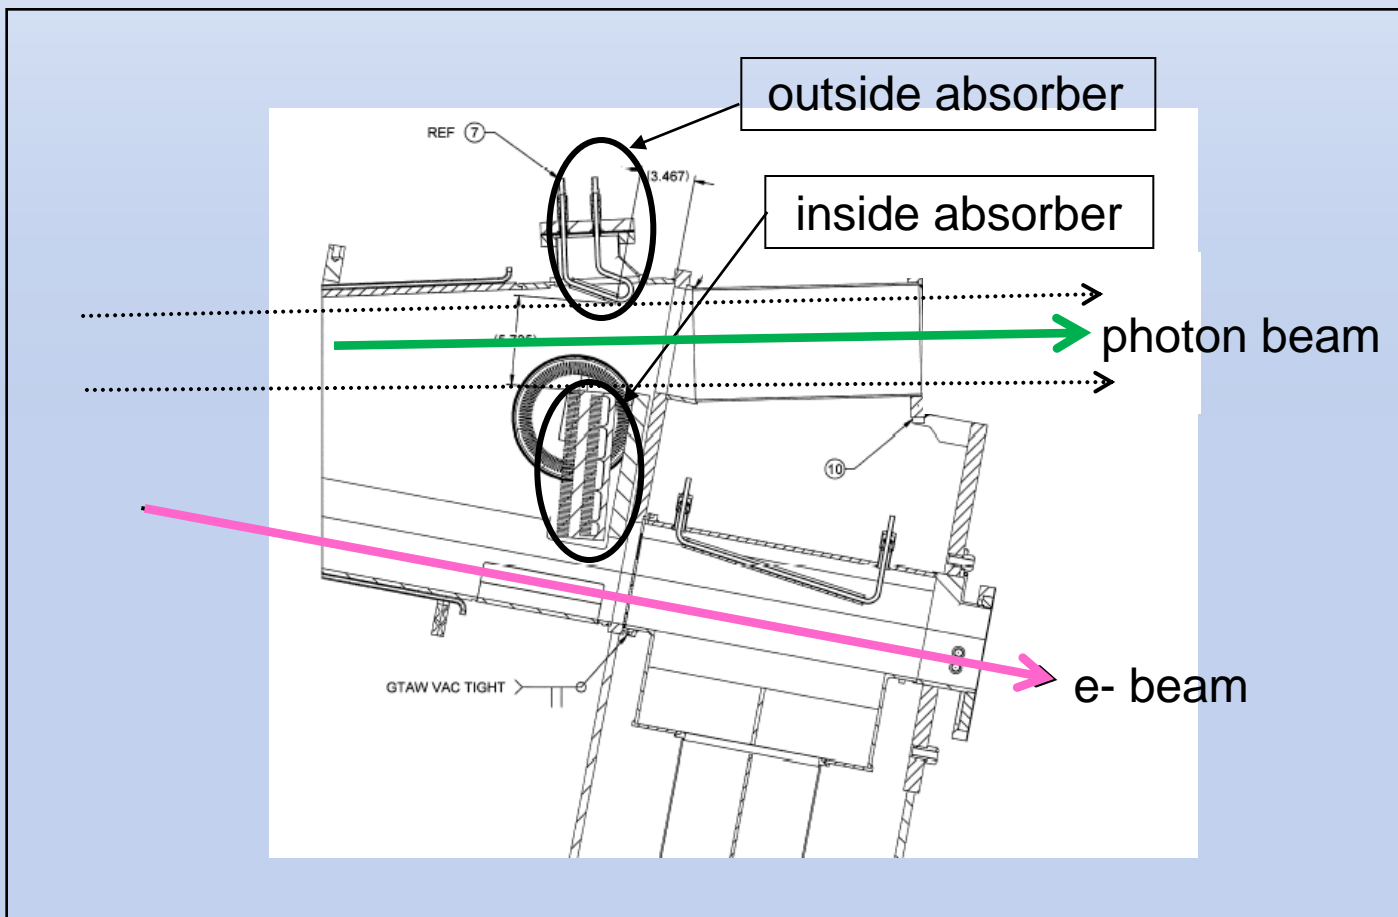 outside absorber
REF 7
(3.467)
inside absorber
photon beam
10
GTAW VAC TIGHT
e- beam